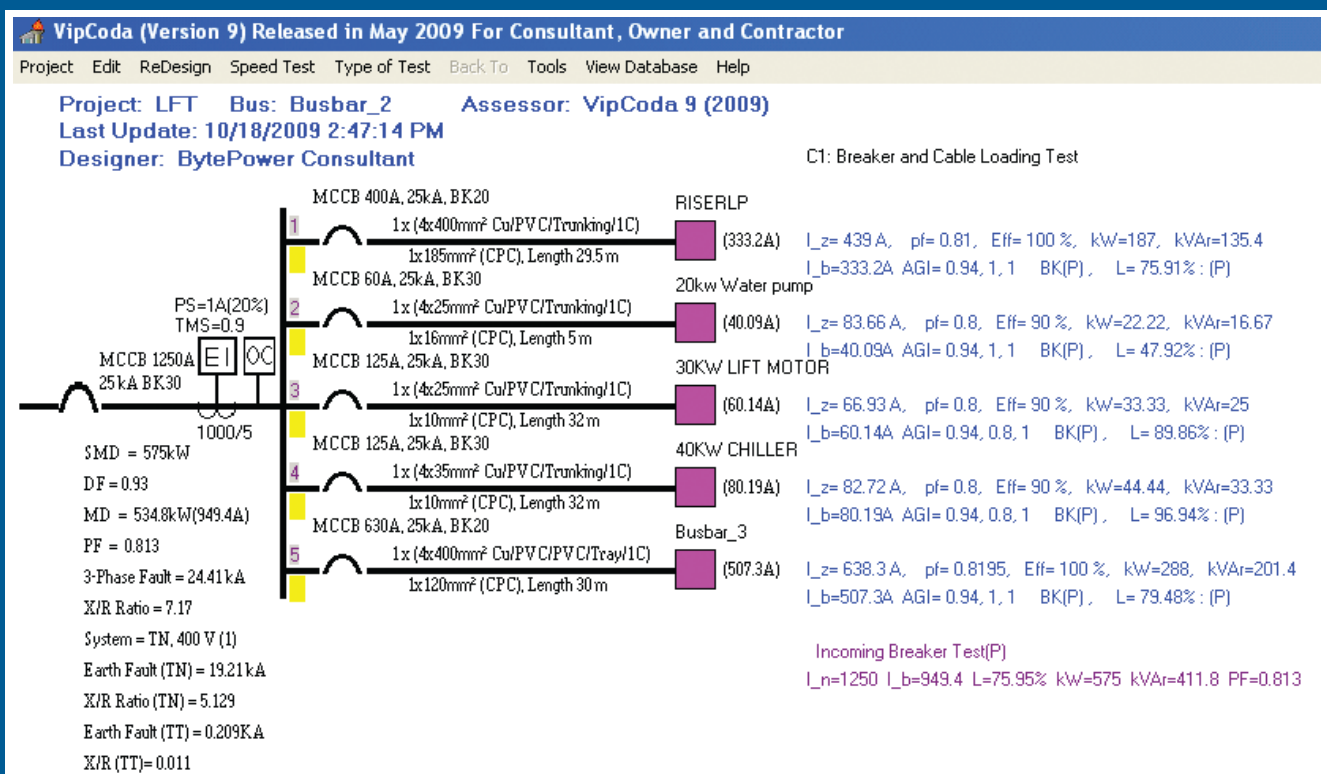 VipCoda (Version 9) Released in May 2009 For Consultant, Owner and Contractor
Project Edit ReDesign Speed Test Type of Test Back To Tools View Database Help
Project: LFT Bus: Busbar_2 Assessor: VipCoda 9 (2009)
Last Update: 10/18/2009 2:47:14 PM
Designer: BytePower Consultant
C1: Breaker and Cable Loading Test
MCCB 400A, 25kA, BK20
RISERLP
1
1x (4x400mm² Cu/PVC/Trunking/1C)
(333.2A)
I_z= 439 A, pf= 0.81, Eff= 100 %, kW=187, kVAr=135.4
1x185mm² (CPC), Length 29.5 m
I_b=333.2A AGI= 0.94, 1, 1 BK(P) , L= 75.91% : (P)
MCCB 60A, 25kA, BK30
20kw Water pump
2
1x (4x25mm² Cu/PVC/Trunking/1C)
(40.09A)
I_z= 83.66 A, pf= 0.8, Eff= 90 %, kW=22.22, kVAr=16.67
1x16mm² (CPC), Length 5 m
I_b=40.09A AGI= 0.94, 1, 1 BK(P) , L= 47.92% : (P)
MCCB 125A, 25kA, BK30
30KW LIFT MOTOR
3
1x (4x25mm² Cu/PVC/Trunking/1C)
(60.14A)
I_z= 66.93 A, pf= 0.8, Eff= 90 %, kW=33.33, kVAr=25
1x10mm² (CPC), Length 32 m
I_b=60.14A AGI= 0.94, 0.8, 1 BK(P) , L= 89.86% : (P)
MCCB 125A, 25kA, BK30
40KW CHILLER
4
1x (4x35mm² Cu/PVC/Trunking/1C)
(80.19A)
I_z= 82.72 A, pf= 0.8, Eff= 90 %, kW=44.44, kVAr=33.33
1x10mm² (CPC), Length 32 m
I_b=80.19A AGI= 0.94, 0.8, 1 BK(P) , L= 96.94% : (P)
MCCB 630A, 25kA, BK20
Busbar_3
5
1x (4x400mm² Cu/PVC/PVC/Tray/1C)
(507.3A)
I_z= 638.3 A, pf= 0.8195, Eff= 100 %, kW=288, kVAr=201.4
1x120mm² (CPC), Length 30 m
I_b=507.3A AGI= 0.94, 1, 1 BK(P) , L= 79.48% : (P)
Incoming Breaker Test(P)
I_n=1250 I_b=949.4 L=75.95% kW=575 kVAr=411.8 PF=0.813
PS=1A(20%)
TMS=0.9
MCCB 1250A
25 kA BK30
EI OC
1000/5
SMD = 575kW
DF = 0.93
MD = 534.8kW(949.4A)
PF = 0.813
3-Phase Fault = 24.41 kA
X/R Ratio = 7.17
System = TN, 400 V (1)
Earth Fault (TN) = 19.21 kA
X/R Ratio (TN) = 5.129
Earth Fault (TT) = 0.209KA
X/R (TT)= 0.011